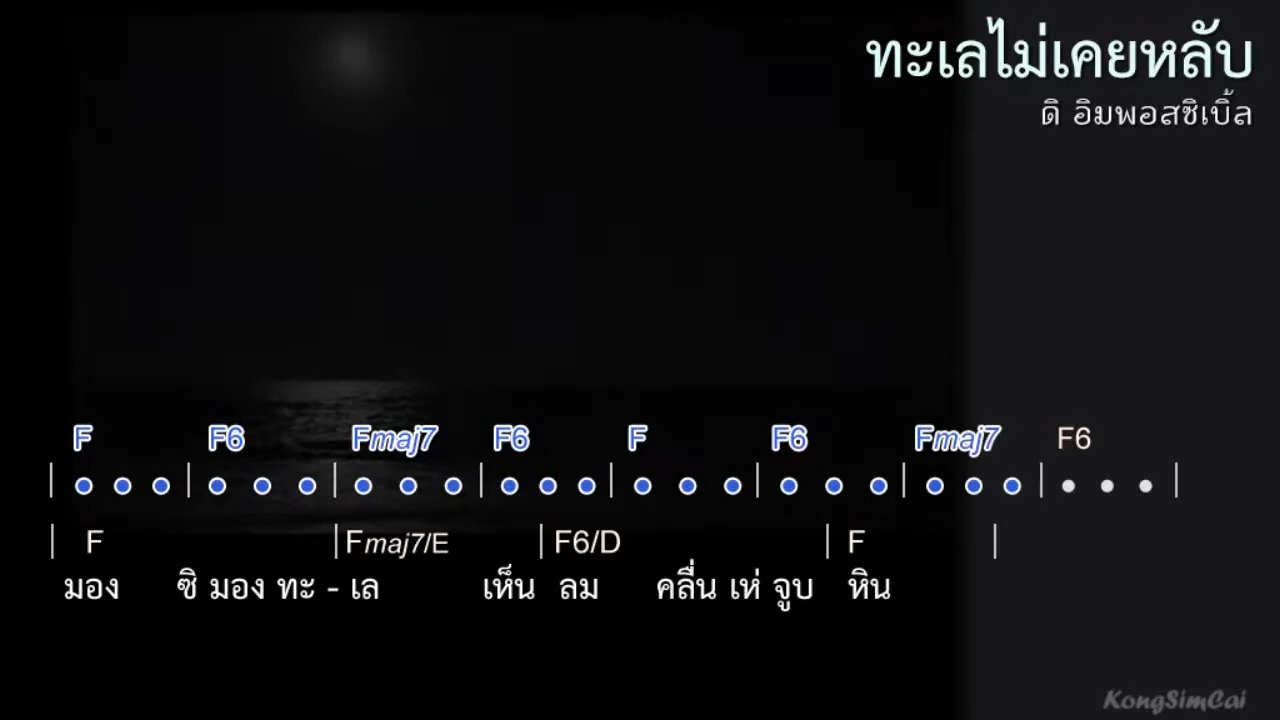 ทะเลไม่เคยหลับ
ดิ อิมพอสซิเบิ้ล
F F6 Fmaj7 F6 F F6 Fmaj7 F6
| • • • | • • • | • • • | • • • | • • • | • • • | • • • | • • • |
| F | Fmaj7/E | F6/D | F |
มอง ซิ มอง ทะ - เล เห็น ลม คลื่น เห่ จูบ หิน
KongSimCai